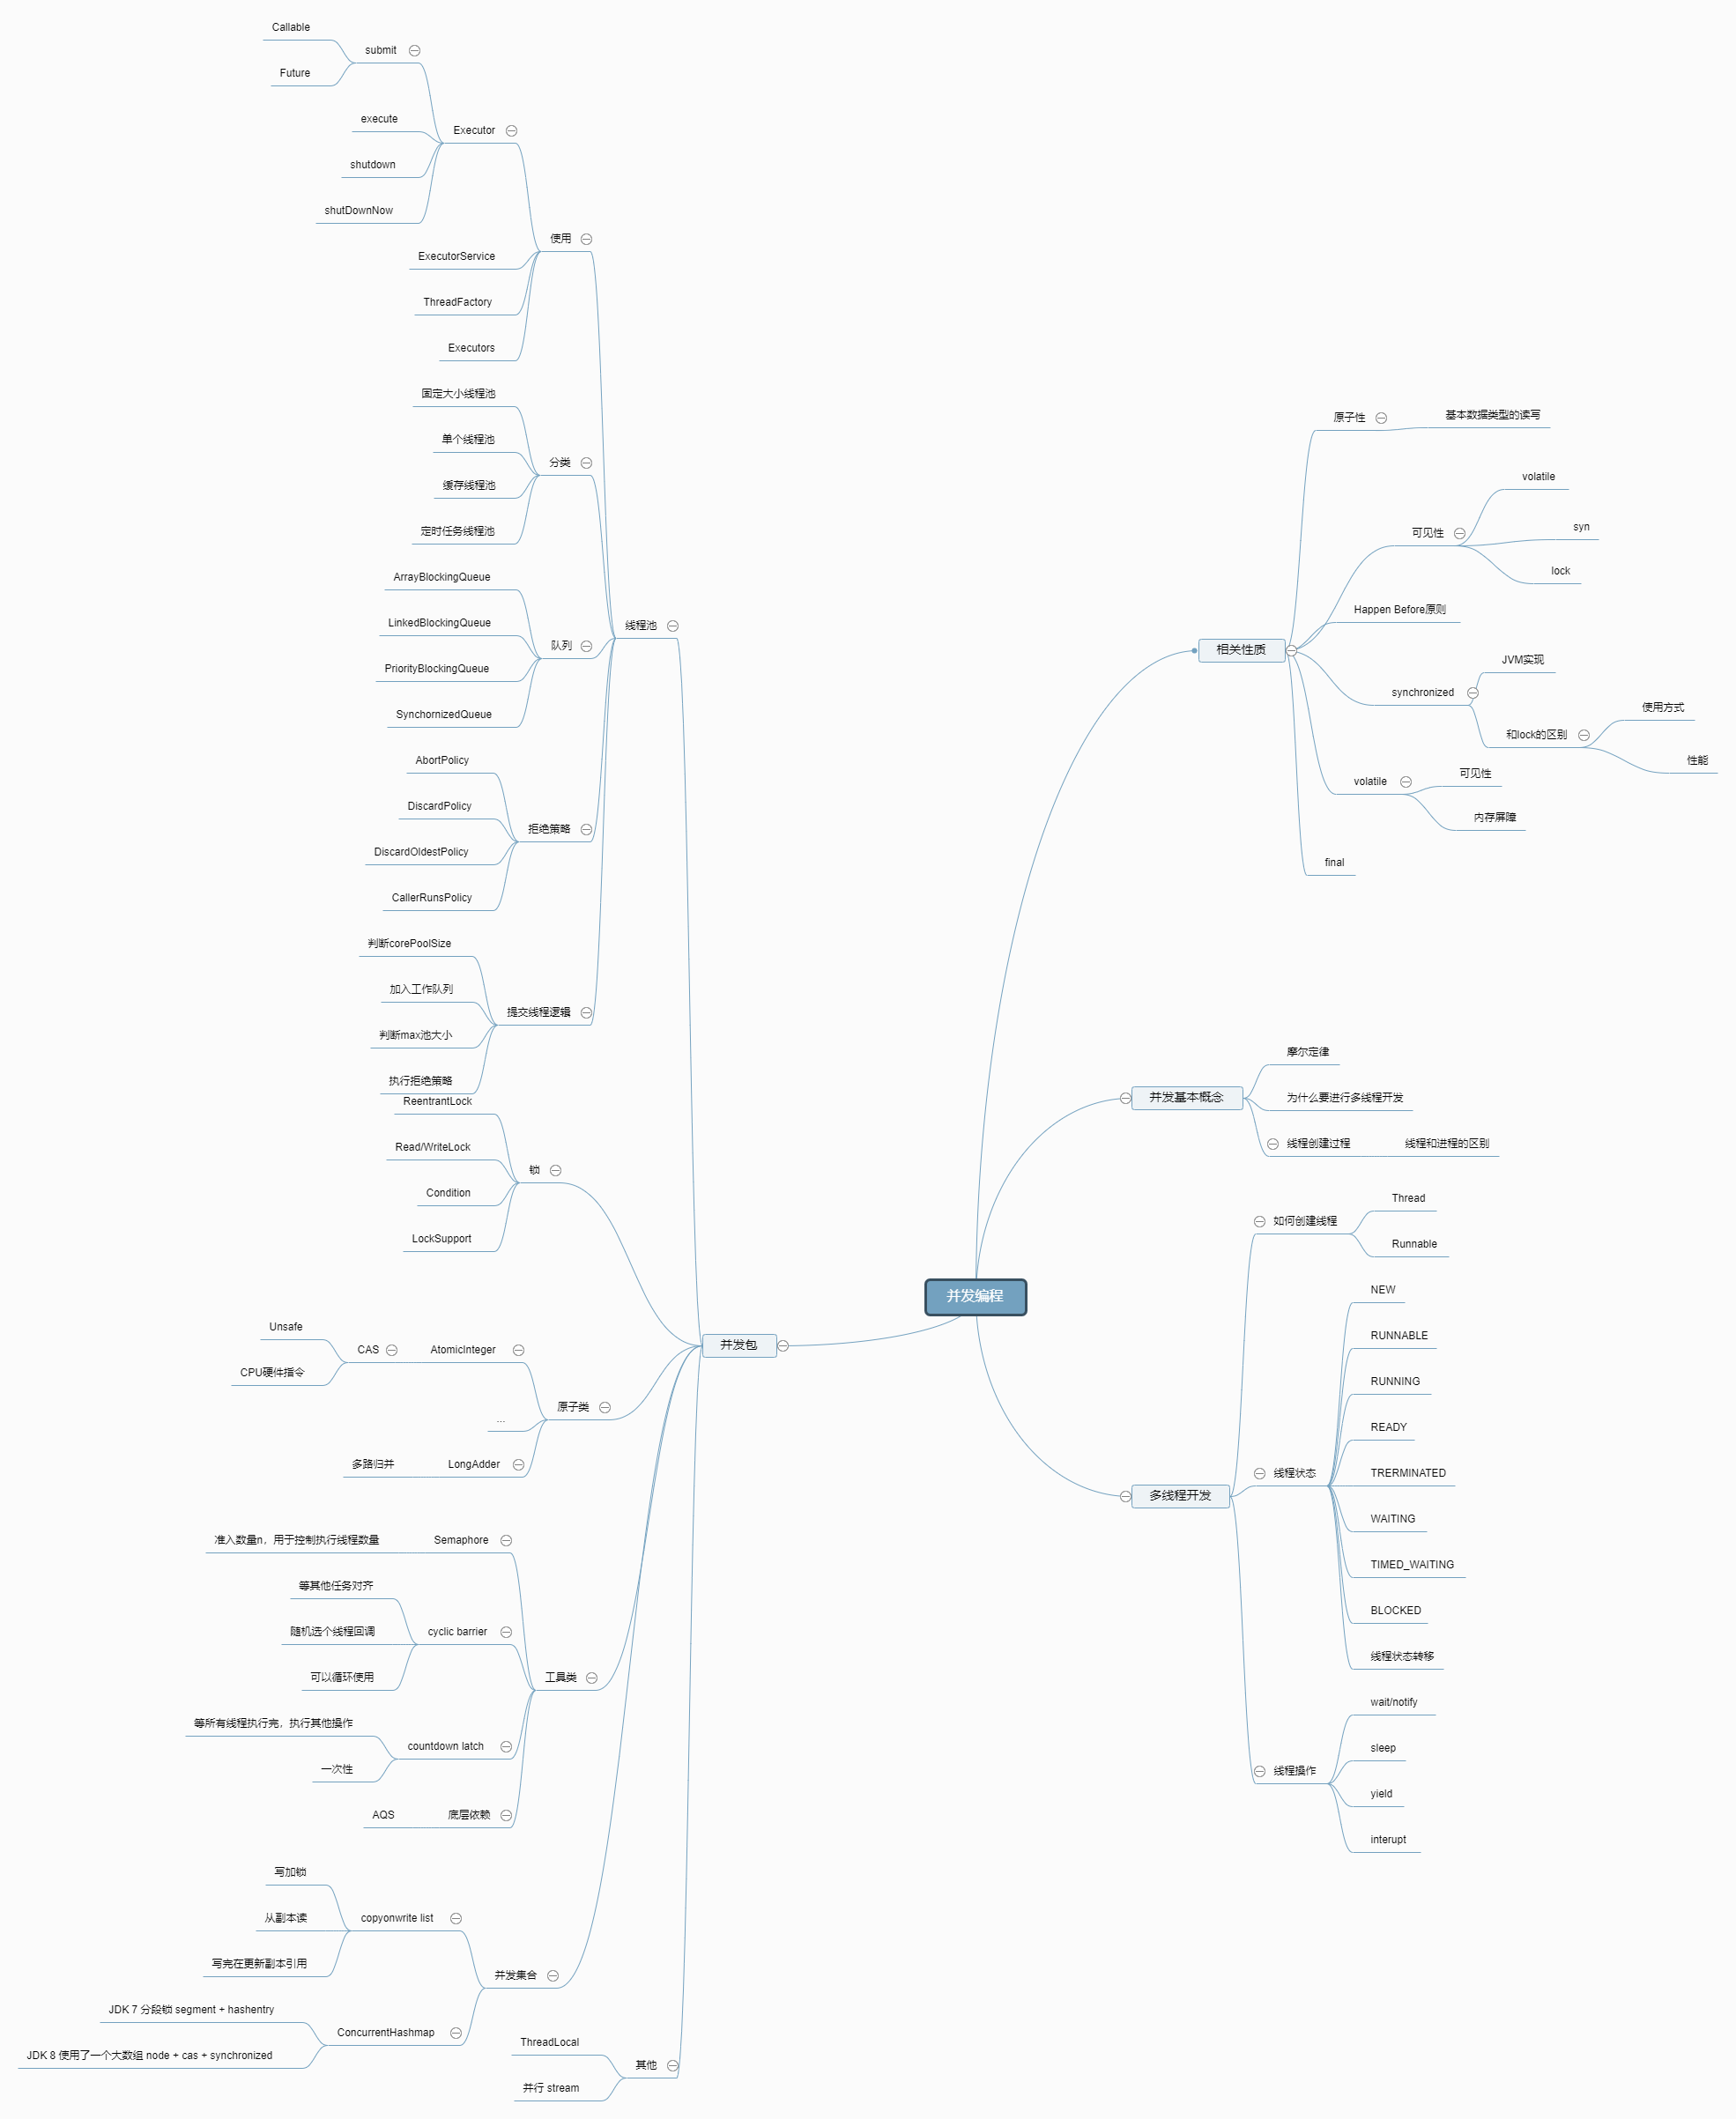 并发编程
相关性质
原子性
基本数据类型的读写
可见性
volatile
syn
lock
Happen Before原则
synchronized
JVM实现
和lock的区别
使用方式
性能
volatile
可见性
内存屏障
final
并发基本概念
摩尔定律
为什么要进行多线程开发
线程创建过程
线程和进程的区别
多线程开发
如何创建线程
Thread
Runnable
线程状态
NEW
RUNNABLE
RUNNING
READY
TRERMINATED
WAITING
TIMED_WAITING
BLOCKED
线程状态转移
线程操作
wait/notify
sleep
yield
interupt
并发包
线程池
使用
Executor
submit
Callable
Future
execute
shutdown
shutDownNow
ExecutorService
ThreadFactory
Executors
分类
固定大小线程池
单个线程池
缓存线程池
定时任务线程池
队列
ArrayBlockingQueue
LinkedBlockingQueue
PriorityBlockingQueue
SynchornizedQueue
拒绝策略
AbortPolicy
DiscardPolicy
DiscardOldestPolicy
CallerRunsPolicy
提交线程逻辑
判断corePoolSize
加入工作队列
判断max池大小
执行拒绝策略
锁
ReentrantLock
Read/WriteLock
Condition
LockSupport
原子类
AtomicInteger
CAS
Unsafe
CPU硬件指令
...
LongAdder
多路归并
工具类
Semaphore
准入数量n，用于控制执行线程数量
cyclic barrier
等其他任务对齐
随机选个线程回调
可以循环使用
countdown latch
等所有线程执行完，执行其他操作
一次性
底层依赖
AQS
并发集合
copyonwrite list
写加锁
从副本读
写完在更新副本引用
ConcurrentHashmap
JDK 7 分段锁 segment + hashentry
JDK 8 使用了一个大数组 node + cas + synchronized
其他
ThreadLocal
并行 stream